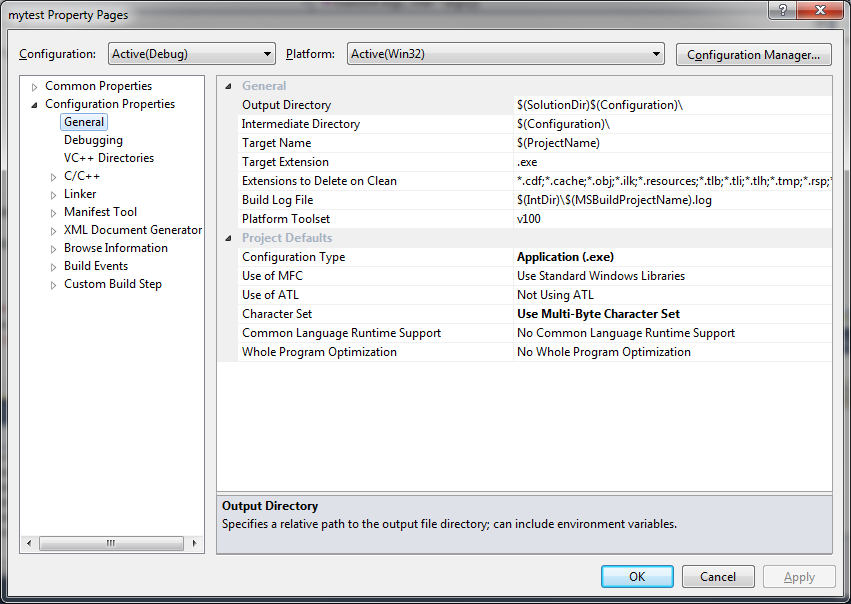 mytest Property Pages
Configuration: Active(Debug) Platform: Active(Win32) Configuration Manager...
Common Properties
Configuration Properties
General
Debugging
VC++ Directories
C/C++
Linker
Manifest Tool
XML Document Generator
Browse Information
Build Events
Custom Build Step
General
Output Directory $(SolutionDir)$(Configuration)\
Intermediate Directory $(Configuration)\
Target Name $(ProjectName)
Target Extension .exe
Extensions to Delete on Clean *.cdf;*.cache;*.obj;*.ilk;*.resources;*.tlb;*.tli;*.tlh;*.tmp;*.rsp;*
Build Log File $(IntDir)\$(MSBuildProjectName).log
Platform Toolset v100
Project Defaults
Configuration Type Application (.exe)
Use of MFC Use Standard Windows Libraries
Use of ATL Not Using ATL
Character Set Use Multi-Byte Character Set
Common Language Runtime Support No Common Language Runtime Support
Whole Program Optimization No Whole Program Optimization
Output Directory
Specifies a relative path to the output file directory; can include environment variables.
OK Cancel Apply